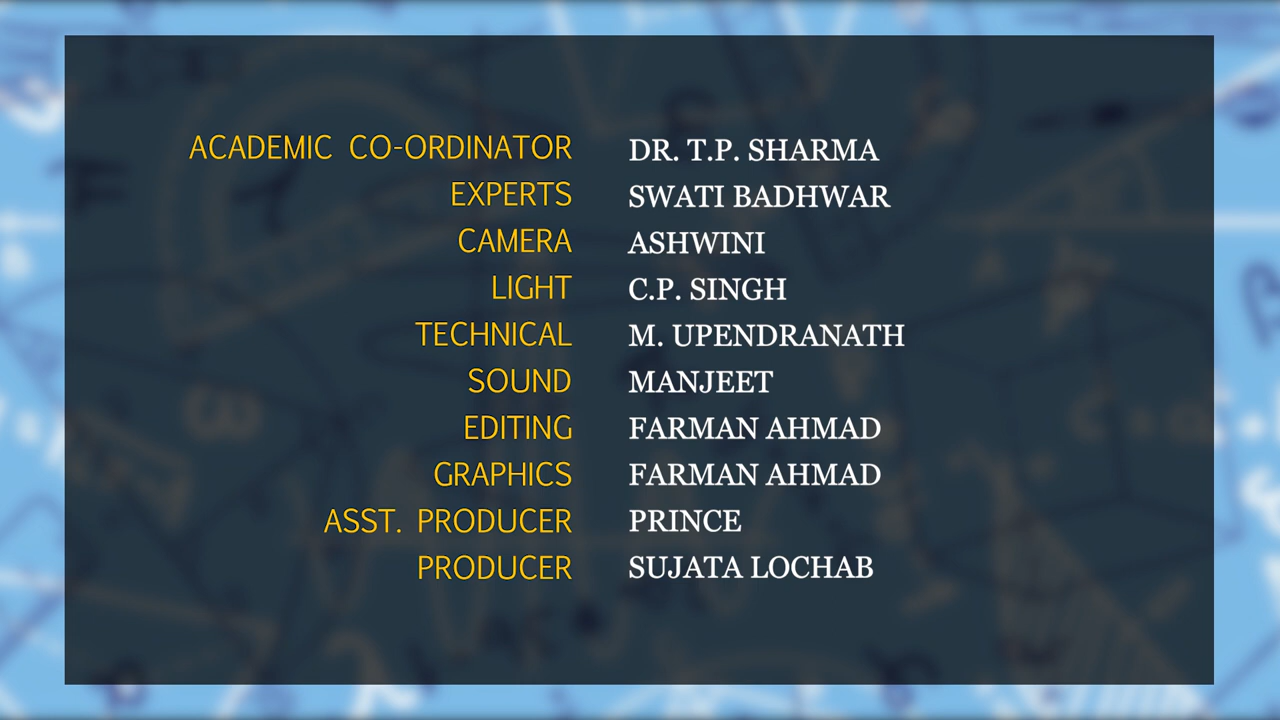 ACADEMIC CO-ORDINATOR DR. T.P. SHARMA
EXPERTS SWATI BADHWAR
CAMERA ASHWINI
LIGHT C.P. SINGH
TECHNICAL M. UPENDRANATH
SOUND MANJEET
EDITING FARMAN AHMAD
GRAPHICS FARMAN AHMAD
ASST. PRODUCER PRINCE
PRODUCER SUJATA LOCHAB